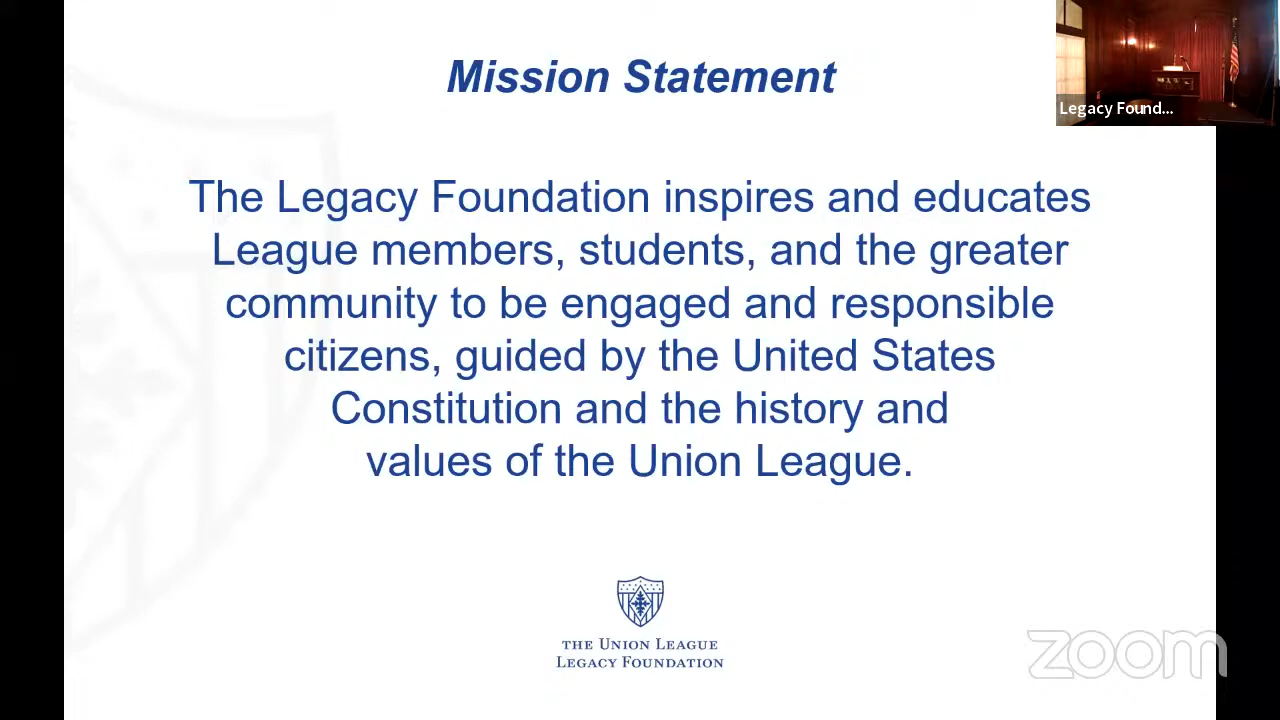 Mission Statement
Legacy Found...
The Legacy Foundation inspires and educates
League members, students, and the greater
community to be engaged and responsible
citizens, guided by the United States
Constitution and the history and
values of the Union League.
THE UNION LEAGUE
LEGACY FOUNDATION
zoom